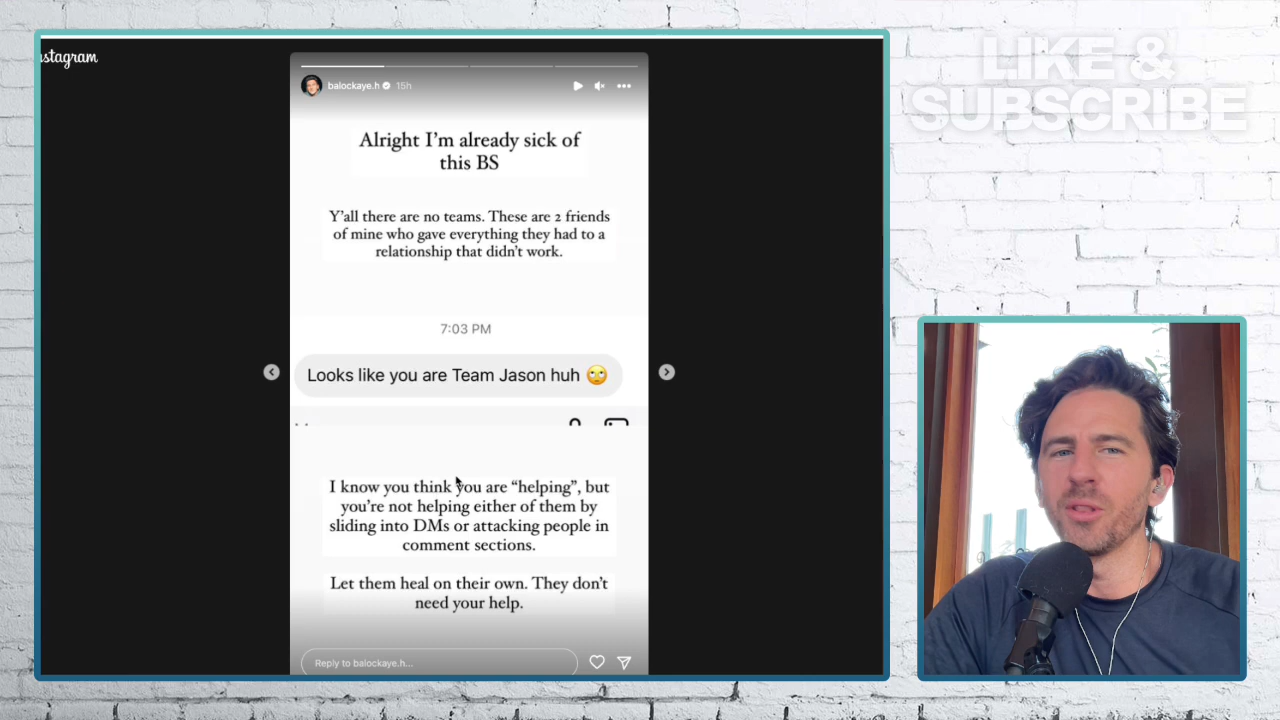 nstagram
LIKE &
SUBSCRIBE
balockaye.h 15h
Alright I'm already sick of
this BS
Y'all there are no teams. These are 2 friends
of mine who gave everything they had to a
relationship that didn't work.
7:03 PM
Looks like you are Team Jason huh 🙄
I know you think you are “helping”, but
you're not helping either of them by
sliding into DMs or attacking people in
comment sections.
Let them heal on their own. They don't
need your help.
Reply to balockaye.h...